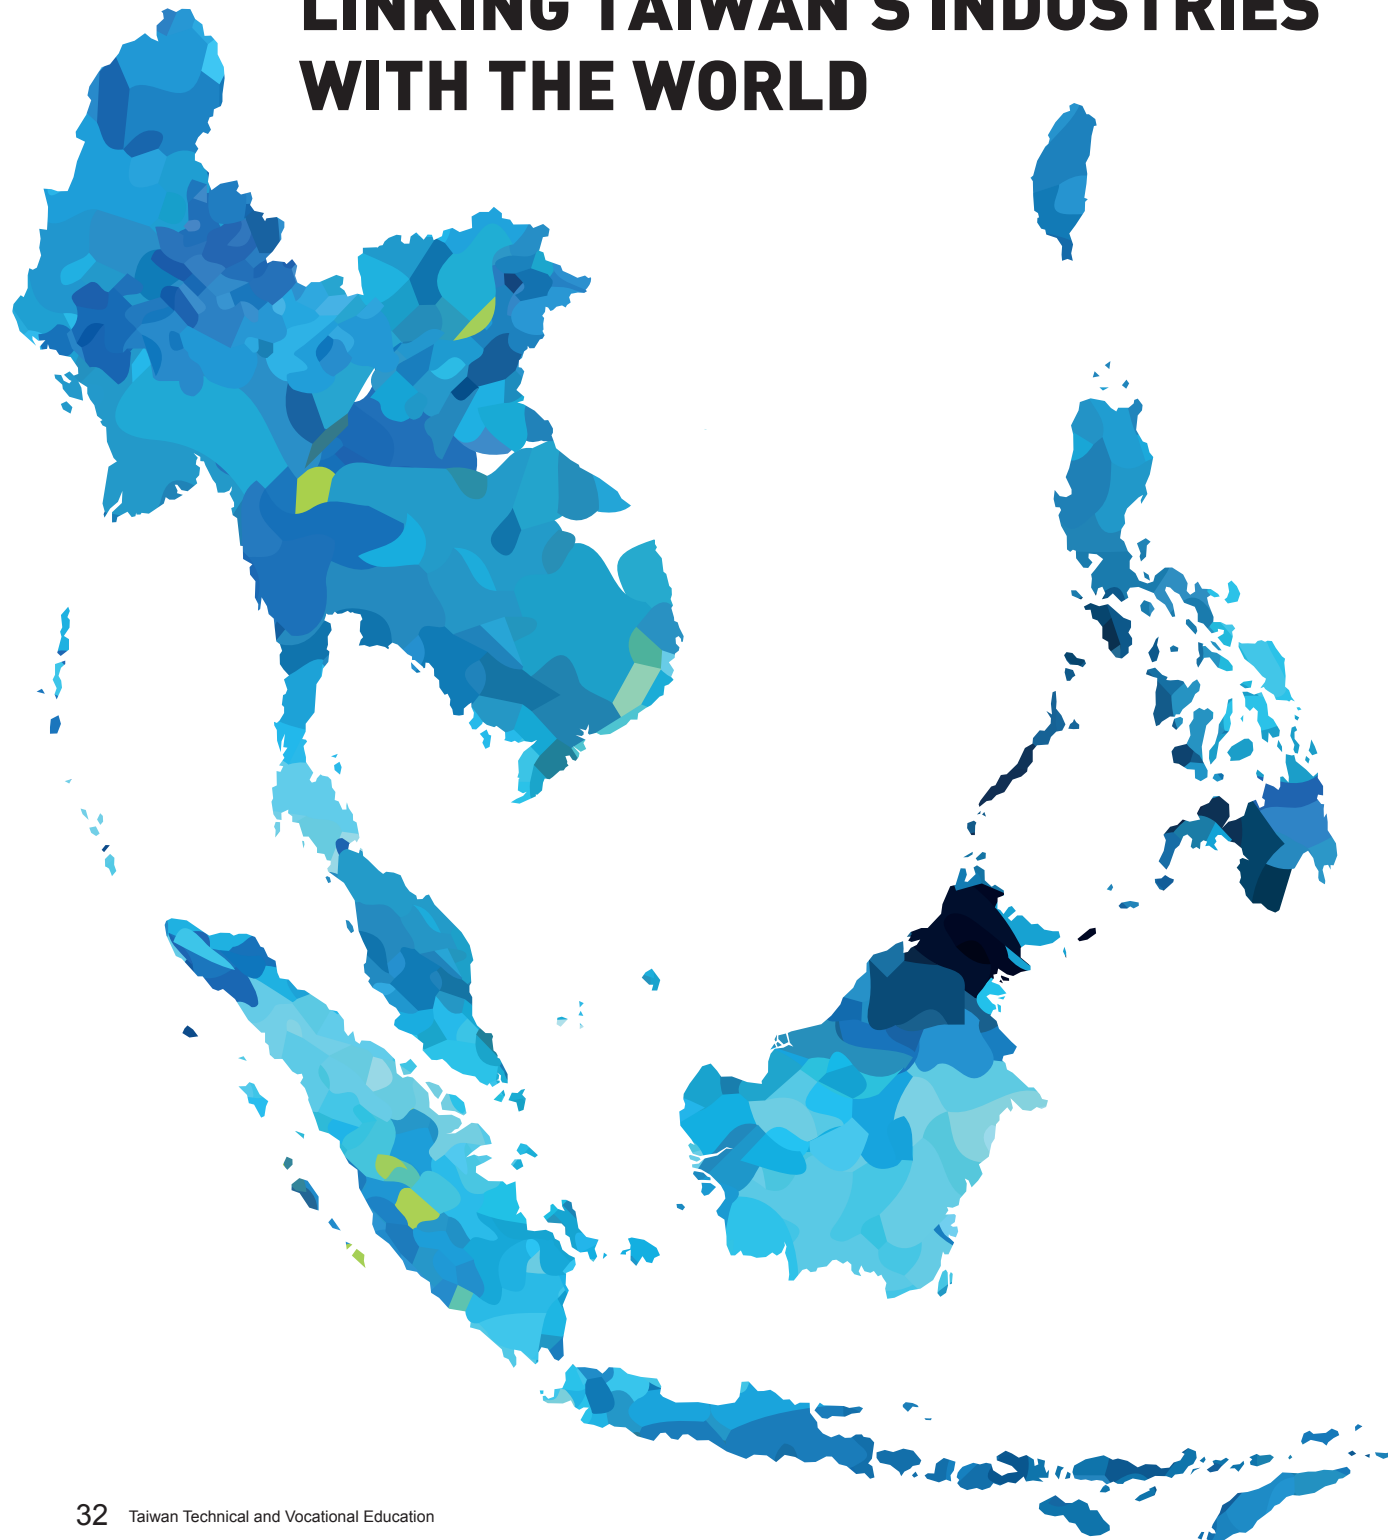 LINKING TAIWAN'S INDUSTRIES
WITH THE WORLD
32 Taiwan Technical and Vocational Education